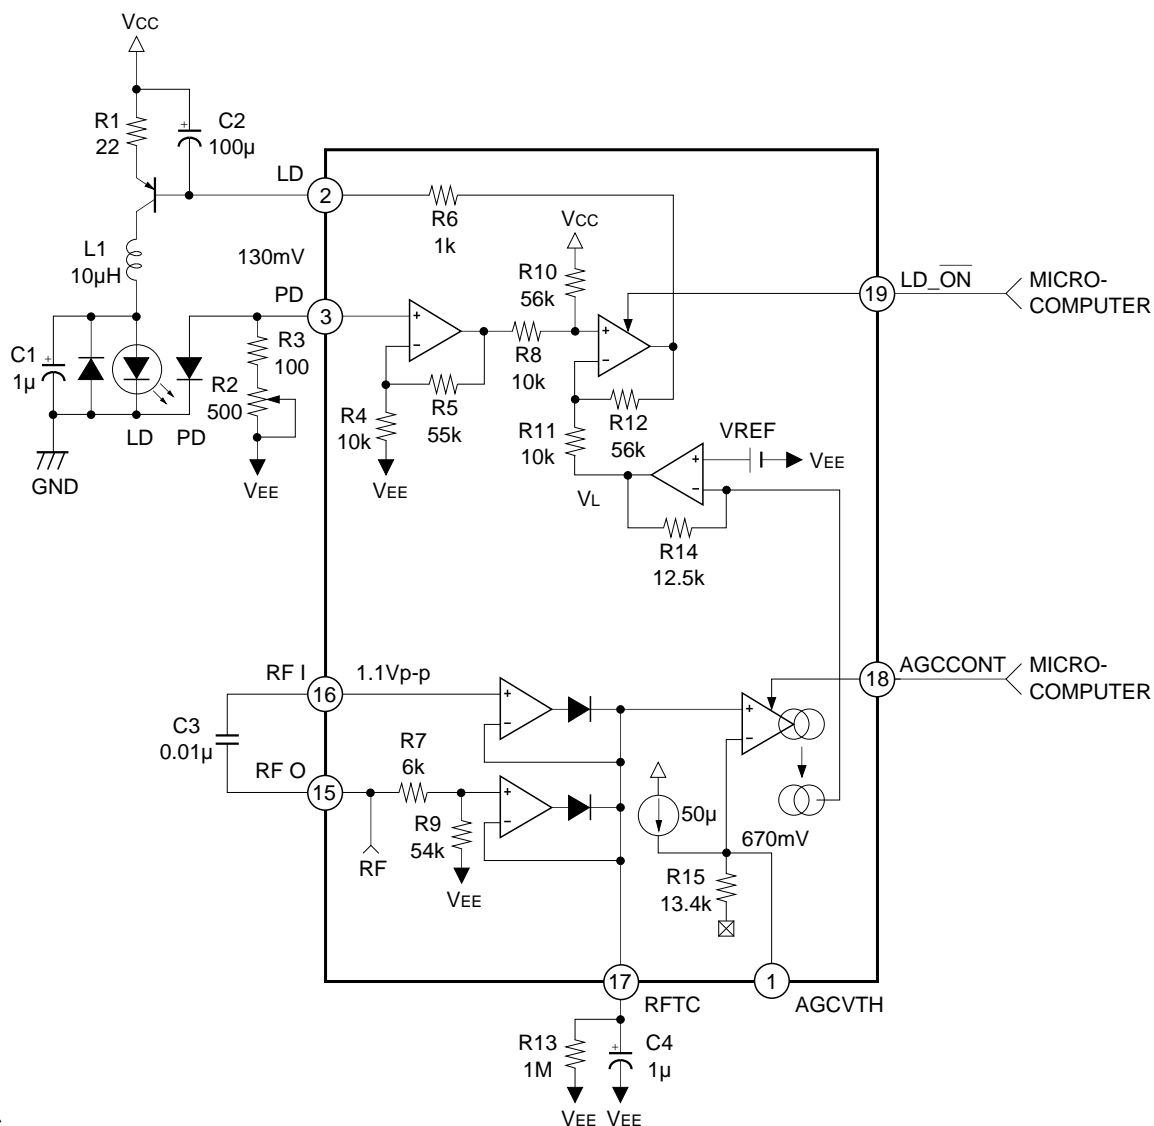 VCC
R1
22
C2
100µ
LD
2
R6
1k
VCC
L1
10µH
130mV
R10
56k
LD_ON
MICRO-
COMPUTER
19
PD
3
R3
100
R8
10k
C1
1µ
R2
500
R4
10k
R5
55k
R11
10k
R12
56k
VREF
VEE
LD
PD
GND
VEE
VEE
VL
R14
12.5k
RF I
16
1.1Vp-p
AGCCONT
MICRO-
COMPUTER
18
C3
0.01µ
R7
6k
RF O
15
R9
54k
50µ
670mV
RF
VEE
R15
13.4k
17
RFTC
1
AGCVTH
R13
1M
C4
1µ
VEE
VEE